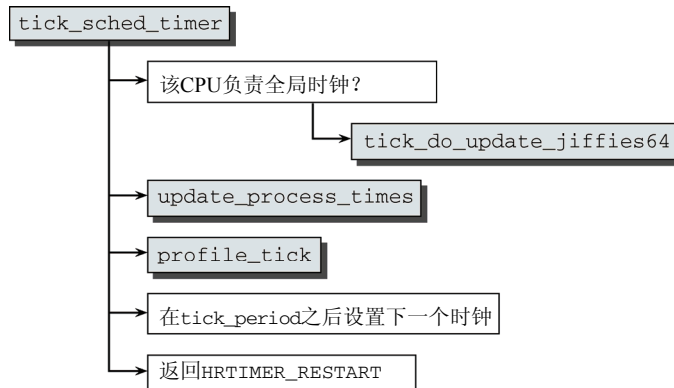 tick_sched_timer
该CPU负责全局时钟？
tick_do_update_jiffies64
update_process_times
profile_tick
在tick_period之后设置下一个时钟
返回HRTIMER_RESTART